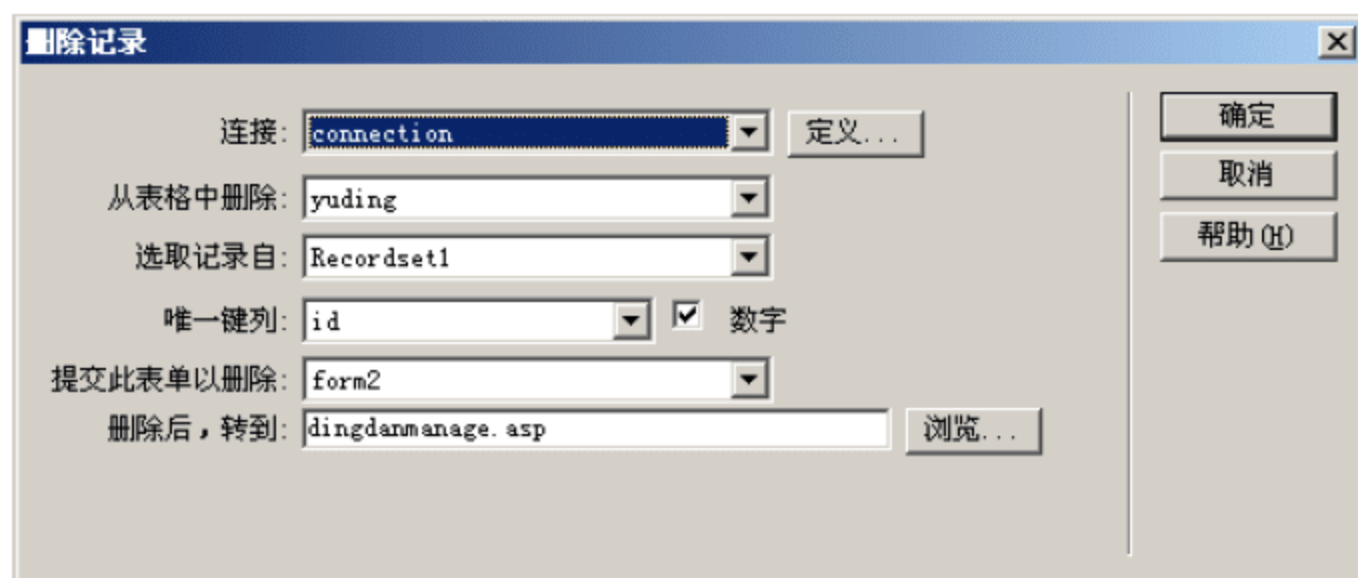 删除记录
连接: connection 定义...
从表格中删除: yuding
选取记录自: Recordset1
唯一键列: id 数字
提交此表单以删除: form2
删除后，转到: dingdanmanage.asp 浏览...
确定
取消
帮助(H)